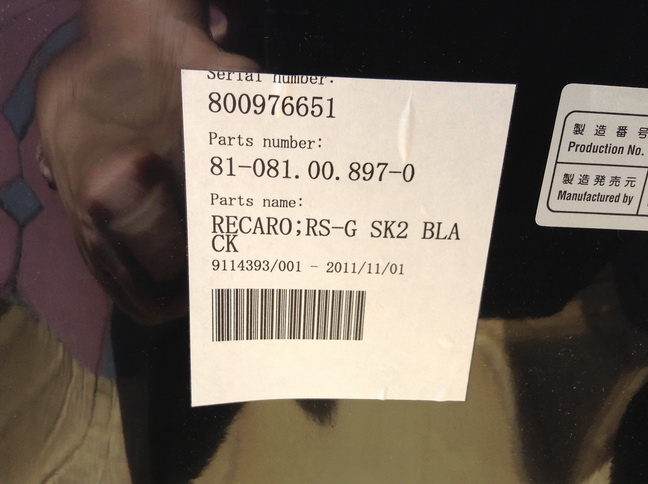 Serial number:
800976651
Parts number:
81-081.00.897-0
Parts name:
RECARO;RS-G SK2 BLA
CK
9114393/001 - 2011/11/01
製造番号
Production No.
製造発売元
Manufactured by